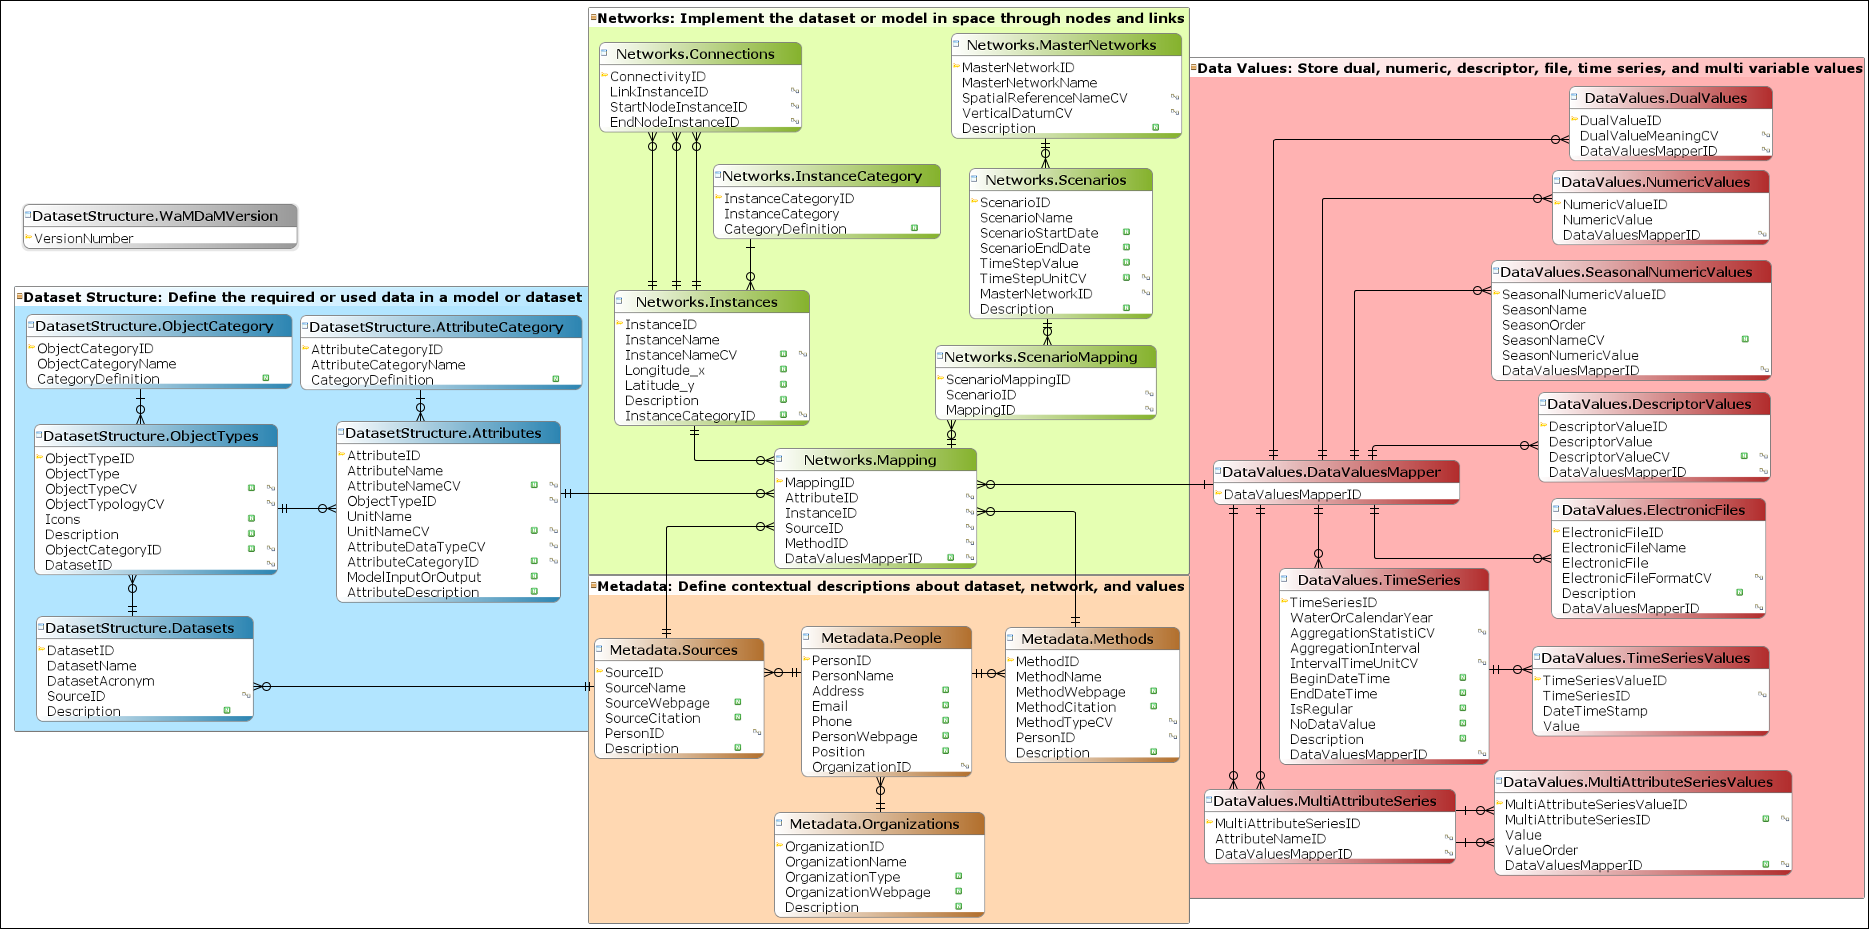 Networks: Implement the dataset or model in space through nodes and links
Networks.Connections
ConnectivityID
LinkInstanceID
StartNodeInstanceID
EndNodeInstanceID
Networks.MasterNetworks
MasterNetworkID
MasterNetworkName
SpatialReferenceNameCV
VerticalDatumCV
Description
Networks.InstanceCategory
InstanceCategoryID
InstanceCategory
CategoryDefinition
Networks.Scenarios
ScenarioID
ScenarioName
ScenarioStartDate
ScenarioEndDate
TimeStepValue
TimeStepUnitCV
MasterNetworkID
Description
Networks.Instances
InstanceID
InstanceName
InstanceNameCV
Longitude_x
Latitude_y
Description
InstanceCategoryID
Networks.ScenarioMapping
ScenarioMappingID
ScenarioID
MappingID
Networks.Mapping
MappingID
AttributeID
InstanceID
SourceID
MethodID
DataValuesMapperID
DatasetStructure.WaMDaMVersion
VersionNumber
Dataset Structure: Define the required or used data in a model or dataset
DatasetStructure.ObjectCategory
ObjectCategoryID
ObjectCategoryName
CategoryDefinition
DatasetStructure.AttributeCategory
AttributeCategoryID
AttributeCategoryName
CategoryDefinition
DatasetStructure.ObjectTypes
ObjectTypeID
ObjectType
ObjectTypeCV
ObjectTypologyCV
Icons
Description
ObjectCategoryID
DatasetID
DatasetStructure.Attributes
AttributeID
AttributeName
AttributeNameCV
ObjectTypeID
UnitName
UnitNameCV
AttributeDataTypeCV
AttributeCategoryID
ModelInputOrOutput
AttributeDescription
DatasetStructure.Datasets
DatasetID
DatasetName
DatasetAcronym
SourceID
Description
Metadata: Define contextual descriptions about dataset, network, and values
Metadata.Sources
SourceID
SourceName
SourceWebpage
SourceCitation
PersonID
Description
Metadata.People
PersonID
PersonName
Address
Email
Phone
PersonWebpage
Position
OrganizationID
Metadata.Methods
MethodID
MethodName
MethodWebpage
MethodCitation
MethodTypeCV
PersonID
Description
Metadata.Organizations
OrganizationID
OrganizationName
OrganizationType
OrganizationWebpage
Description
Data Values: Store dual, numeric, descriptor, file, time series, and multi variable values
DataValues.DualValues
DualValueID
DualValueMeaningCV
DataValuesMapperID
DataValues.NumericValues
NumericValueID
NumericValue
DataValuesMapperID
DataValues.SeasonalNumericValues
SeasonalNumericValueID
SeasonName
SeasonOrder
SeasonNameCV
SeasonNumericValue
DataValuesMapperID
DataValues.DescriptorValues
DescriptorValueID
DescriptorValue
DescriptorValueCV
DataValuesMapperID
DataValues.DataValuesMapper
DataValuesMapperID
DataValues.ElectronicFiles
ElectronicFileID
ElectronicFileName
ElectronicFile
ElectronicFileFormatCV
Description
DataValuesMapperID
DataValues.TimeSeries
TimeSeriesID
WaterOrCalendarYear
AggregationStatistiCV
AggregationInterval
IntervalTimeUnitCV
BeginDateTime
EndDateTime
IsRegular
NoDataValue
Description
DataValuesMapperID
DataValues.TimeSeriesValues
TimeSeriesValueID
TimeSeriesID
DateTimeStamp
Value
DataValues.MultiAttributeSeries
MultiAttributeSeriesID
AttributeNameID
DataValuesMapperID
DataValues.MultiAttributeSeriesValues
MultiAttributeSeriesValueID
MultiAttributeSeriesID
Value
ValueOrder
DataValuesMapperID